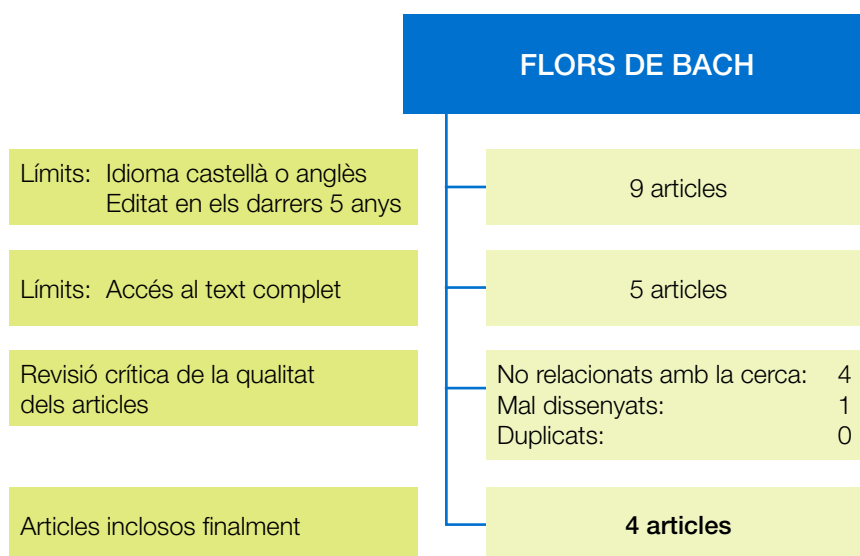 FLORS DE BACH
Límits: Idioma castellà o anglès
Editat en els darrers 5 anys
9 articles
Límits: Accés al text complet
5 articles
Revisió crítica de la qualitat
dels articles
No relacionats amb la cerca: 4
Mal dissenyats: 1
Duplicats: 0
Articles inclosos finalment
4 articles